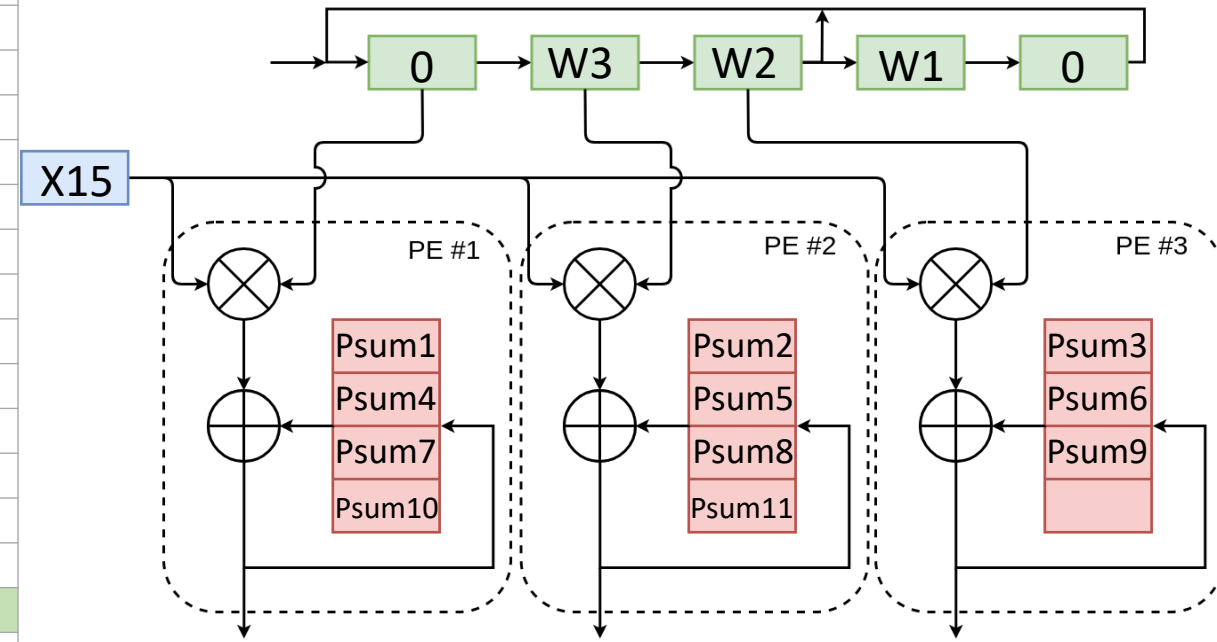 0 W3 W2 W1 0
X15
PE #1 PE #2 PE #3
Psum1 Psum2 Psum3
Psum4 Psum5 Psum6
Psum7 Psum8 Psum9
Psum10 Psum11